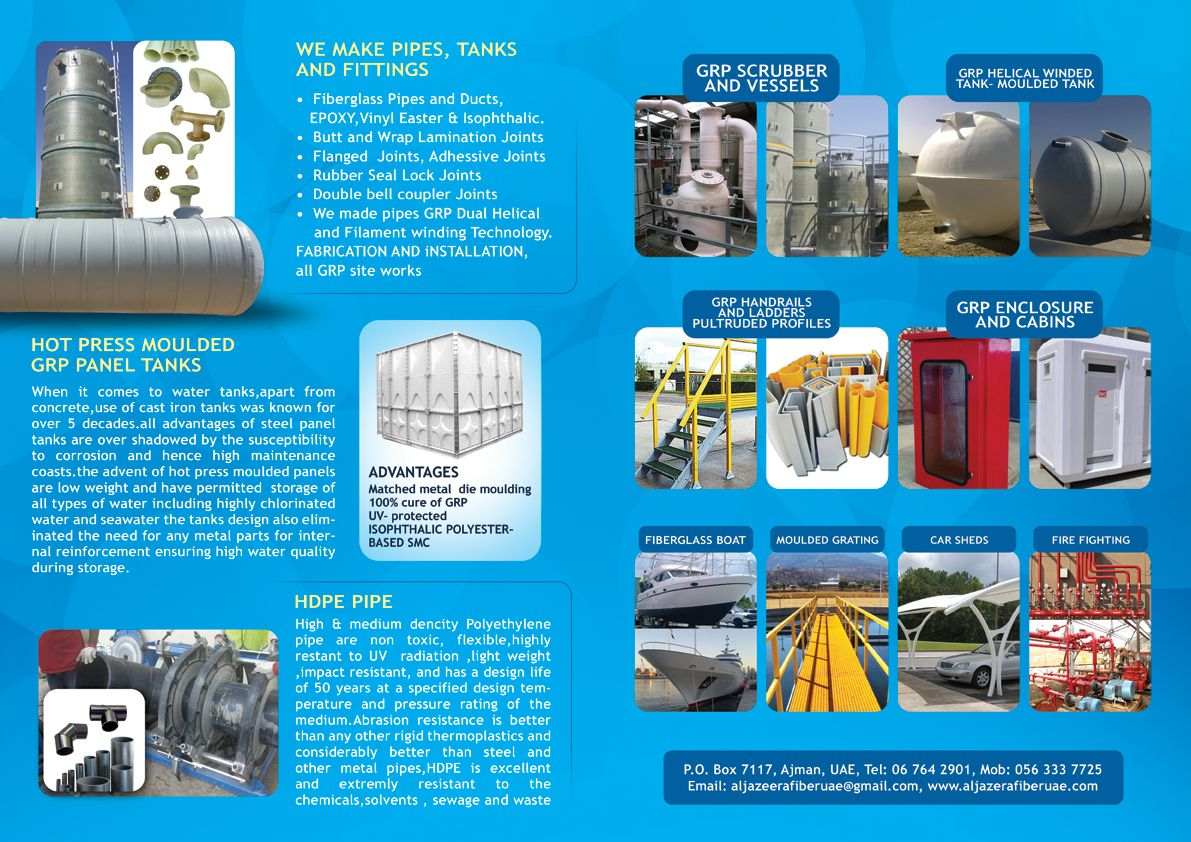 WE MAKE PIPES, TANKS
AND FITTINGS
• Fiberglass Pipes and Ducts,
EPOXY,Vinyl Easter & Isophthalic.
• Butt and Wrap Lamination Joints
• Flanged Joints, Adhessive Joints
• Rubber Seal Lock Joints
• Double bell coupler Joints
• We made pipes GRP Dual Helical
and Filament winding Technology.
FABRICATION AND iNSTALLATION,
all GRP site works
HOT PRESS MOULDED
GRP PANEL TANKS
When it comes to water tanks,apart from
concrete,use of cast iron tanks was known for
over 5 decades.all advantages of steel panel
tanks are over shadowed by the susceptibility
to corrosion and hence high maintenance
coasts.the advent of hot press moulded panels
are low weight and have permitted storage of
all types of water including highly chlorinated
water and seawater the tanks design also elim-
inated the need for any metal parts for inter-
nal reinforcement ensuring high water quality
during storage.
ADVANTAGES
Matched metal die moulding
100% cure of GRP
UV- protected
ISOPHTHALIC POLYESTER-
BASED SMC
HDPE PIPE
High & medium dencity Polyethylene
pipe are non toxic, flexible,highly
restant to UV radiation ,light weight
,impact resistant, and has a design life
of 50 years at a specified design tem-
perature and pressure rating of the
medium.Abrasion resistance is better
than any other rigid thermoplastics and
considerably better than steel and
other metal pipes,HDPE is excellent
and extremly resistant to the
chemicals,solvents , sewage and waste
GRP SCRUBBER
AND VESSELS
GRP HELICAL WINDED
TANK- MOULDED TANK
GRP HANDRAILS
AND LADDERS
PULTRUDED PROFILES
GRP ENCLOSURE
AND CABINS
WC
FIBERGLASS BOAT
MOULDED GRATING
CAR SHEDS
FIRE FIGHTING
P.O. Box 7117, Ajman, UAE, Tel: 06 764 2901, Mob: 056 333 7725
Email: aljazeerafiberuae@gmail.com, www.aljazerafiberuae.com